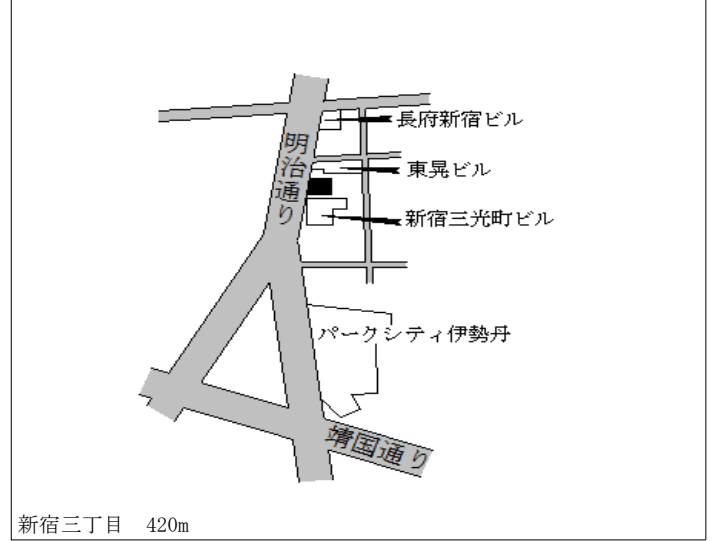 長府新宿ビル
明治通り
東晃ビル
新宿三光町ビル
パークシティ伊勢丹
靖国通り
新宿三丁目　420m